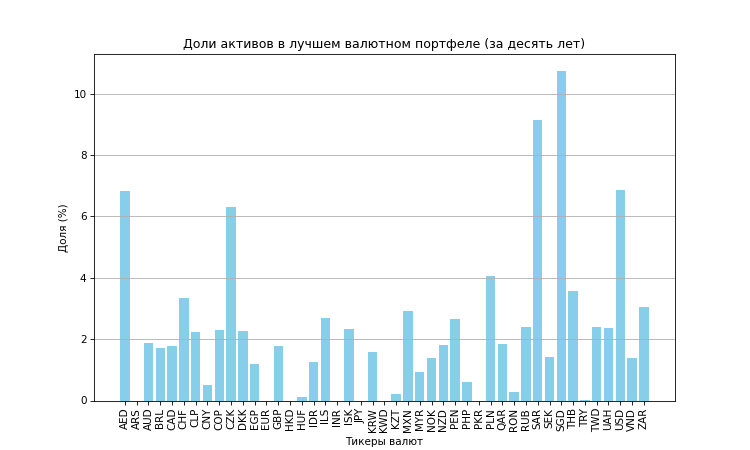 Доли активов в лучшем валютном портфеле (за десять лет)
Доля (%)
10
8
6
4
2
0
AED ARS AUD BRL CAD CHF CLP CNY COP CZK DKK EGP EUR GBP HKD HUF IDR ILS INR ISK JPY KRW KWD KZT MXN MYR NOK NZD PEN PHP PKR PLN QAR RON RUB SAR SEK SGD THB TRY TWD UAH USD VND ZAR
Тикеры валют